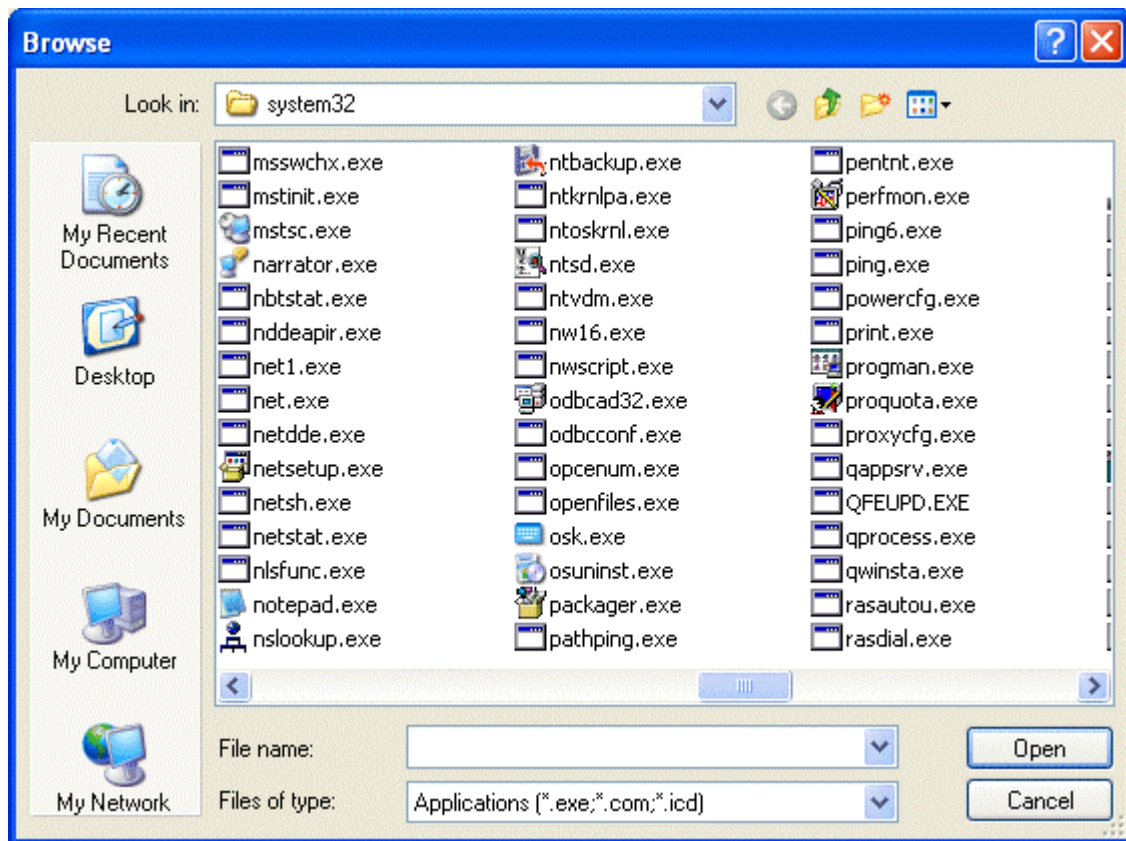 Browse
Look in:
system32
My Recent
Documents
Desktop
My Documents
My Computer
My Network
msswchx.exe
mstinit.exe
mstsc.exe
narrator.exe
nbtstat.exe
nddeapir.exe
net1.exe
net.exe
netdde.exe
netsetup.exe
netsh.exe
netstat.exe
nlsfunc.exe
notepad.exe
nslookup.exe
ntbackup.exe
ntkrnlpa.exe
ntoskrnl.exe
ntsd.exe
ntvdm.exe
nw16.exe
nwscript.exe
odbcad32.exe
odbcconf.exe
opcenum.exe
openfiles.exe
osk.exe
osuninst.exe
packager.exe
pathping.exe
pentnt.exe
perfmon.exe
ping6.exe
ping.exe
powercfg.exe
print.exe
progman.exe
proquota.exe
proxycfg.exe
qappsrv.exe
QFEUPD.EXE
qprocess.exe
qwinsta.exe
rasautou.exe
rasdial.exe
File name:
Open
Files of type:
Applications (*.exe;*.com;*.icd)
Cancel